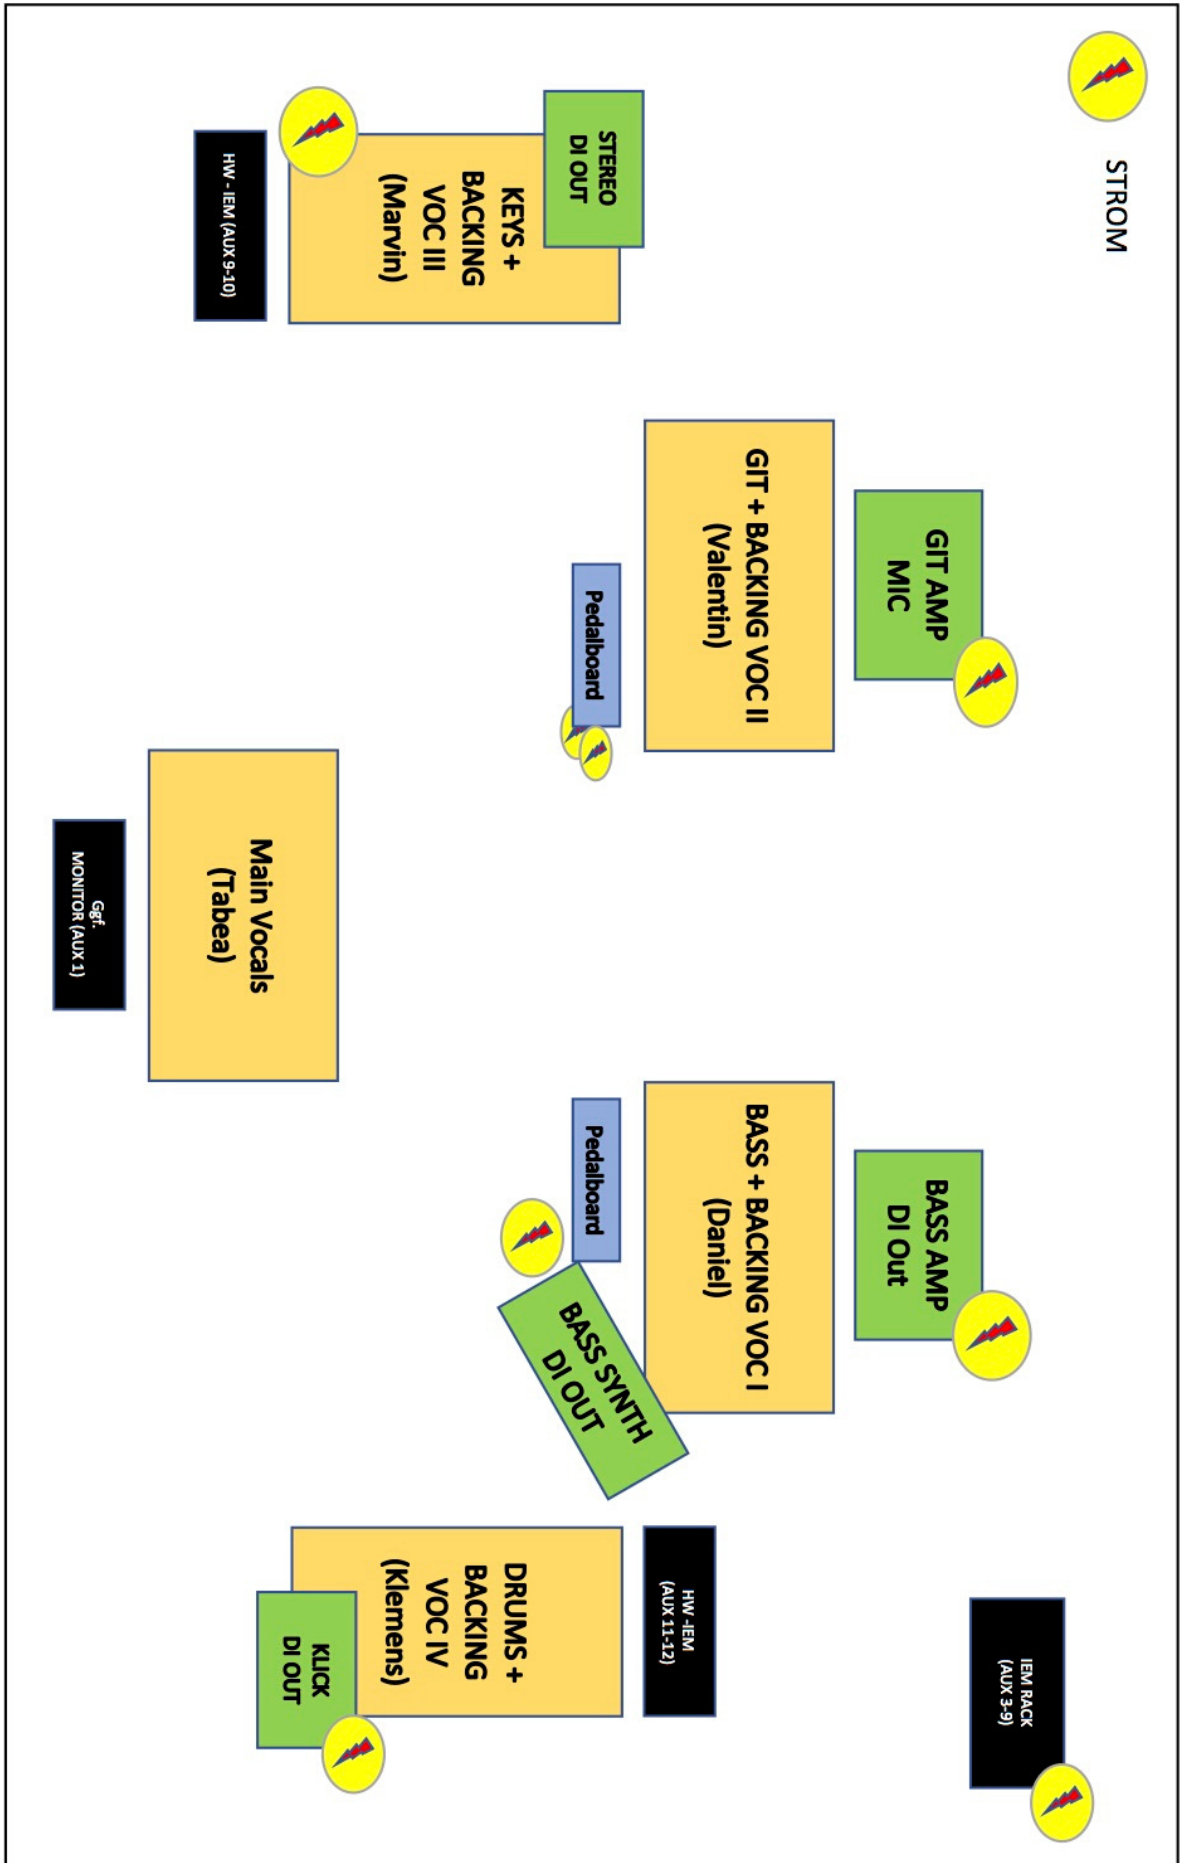 STROM
STEREO
DI OUT
KEYS +
BACKING
VOC III
(Marvin)
HW - IEM (AUX 9-10)
GIT AMP
MIC
GIT + BACKING VOC II
(Valentin)
Pedalboard
Main Vocals
(Tabea)
Ggf.
MONITOR (AUX 1)
BASS AMP
DI Out
BASS + BACKING VOC I
(Daniel)
Pedalboard
BASS SYNTH
DI OUT
IEM RACK
(AUX 3-9)
HW -IEM
(AUX 11-12)
DRUMS +
BACKING
VOC IV
(Klemens)
KLICK
DI OUT